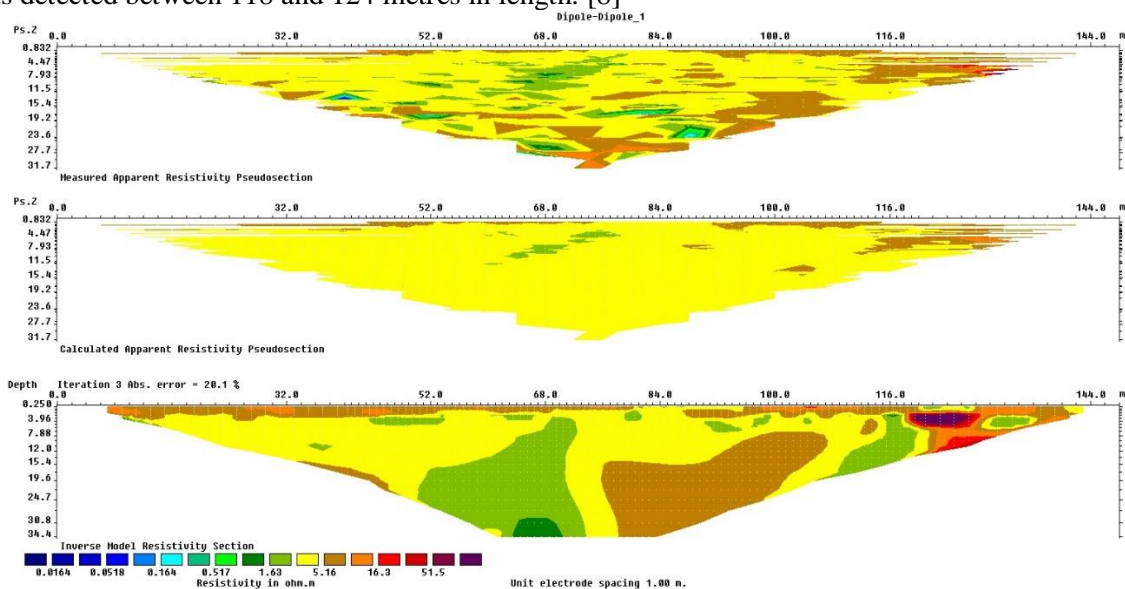 s detected between 118 and 124 metres in length. [8]
Dipole-Dipole_1
Ps.Z 0.0 32.0 52.0 68.0 84.0 100.0 116.0 144.0 m
0.832
4.47
7.93
11.5
15.4
19.2
23.6
27.7
31.7
Measured Apparent Resistivity Pseudosection
Ps.Z 0.0 32.0 52.0 68.0 84.0 100.0 116.0 144.0 m
0.832
4.47
7.93
11.5
15.4
19.2
23.6
27.7
31.7
Calculated Apparent Resistivity Pseudosection
Depth Iteration 3 Abs. error = 20.1 %
0.0 32.0 52.0 68.0 84.0 100.0 116.0 144.0 m
0.250
3.96
7.88
12.0
15.4
19.6
24.7
30.8
34.4
Inverse Model Resistivity Section
0.0164 0.0518 0.164 0.517 1.63 5.16 16.3 51.5
Resistivity in ohm.m Unit electrode spacing 1.00 m.